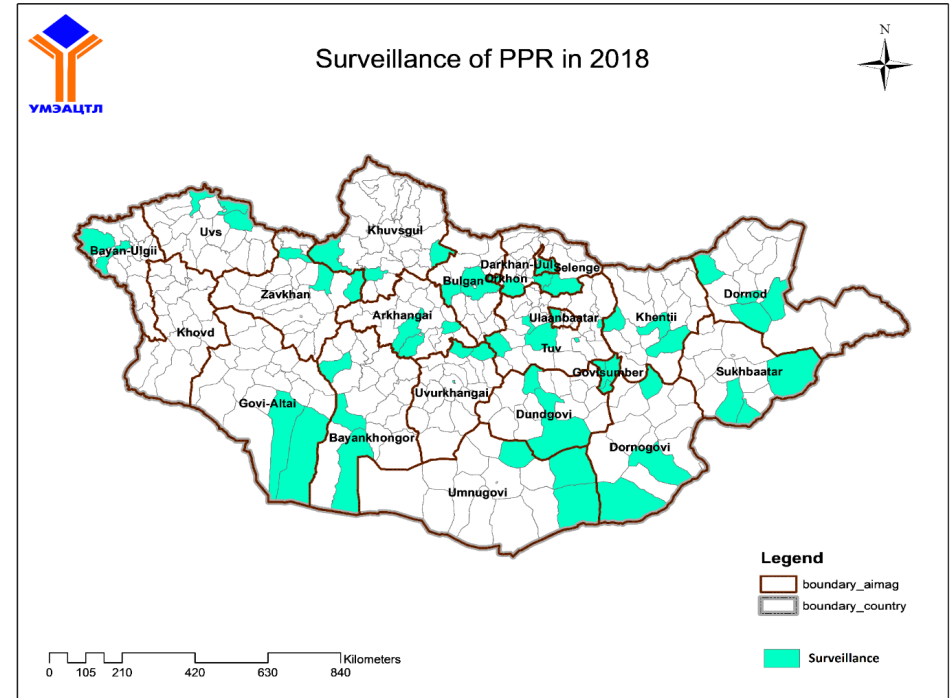 Surveillance of PPR in 2018
N
УМЭАЦТЛ
Khuvsgul
Uvs
Bayan-Ulgii
Darkhan-Uul
Selenge
Bulgan
Orkhon
Zavkhan
Dornod
Arkhangai
Ulaanbaatar
Khentii
Khovd
Tuv
Govisumber
Sukhbaatar
Uvurkhangai
Govi-Altai
Dundgovi
Bayankhongor
Dornogovi
Umnugovi
Legend
boundary_aimag
boundary_country
Surveillance
Kilometers
0 105 210 420 630 840